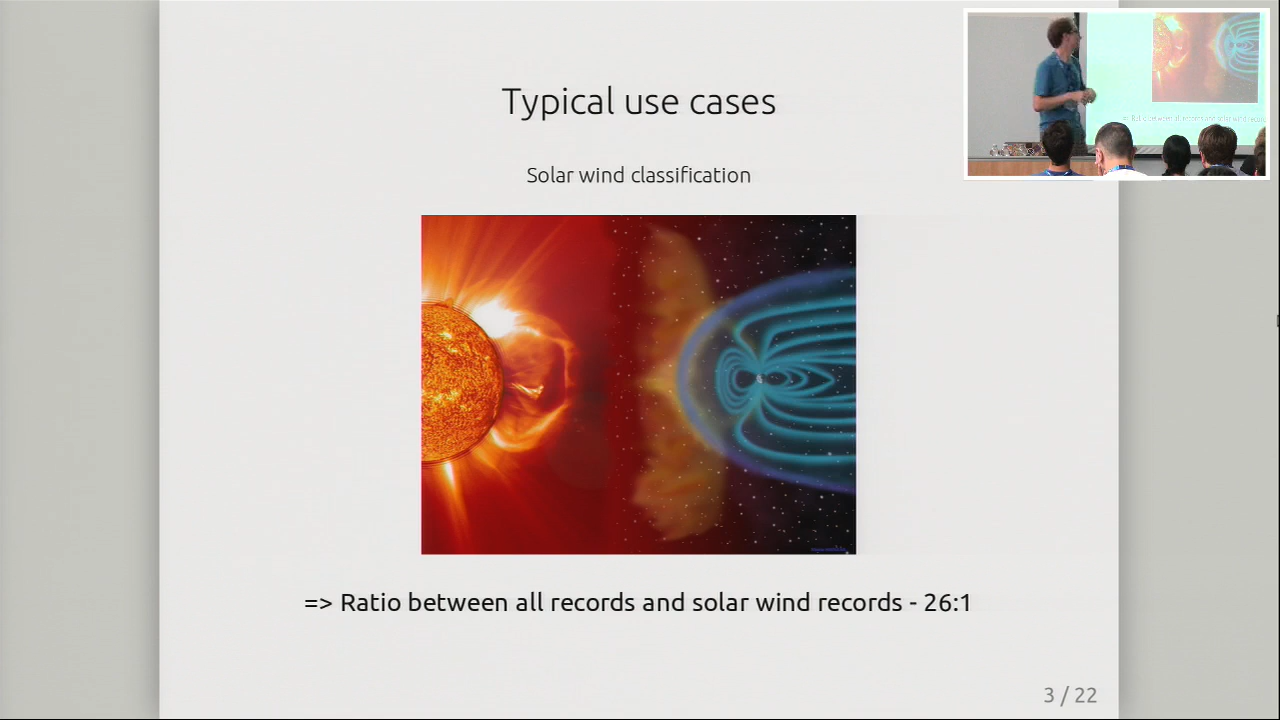 Typical use cases
Solar wind classification
=> Ratio between all records and solar wind records - 26:1
3 / 22